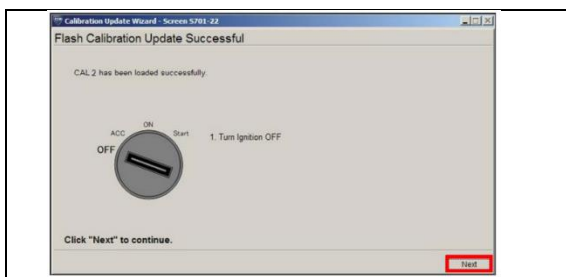 Calibration Update Wizard - Screen S701-22
Flash Calibration Update Successful
CAL 2 has been loaded successfully.
ON
ACC
Start
OFF
1. Turn Ignition OFF
Click "Next" to continue.
Next